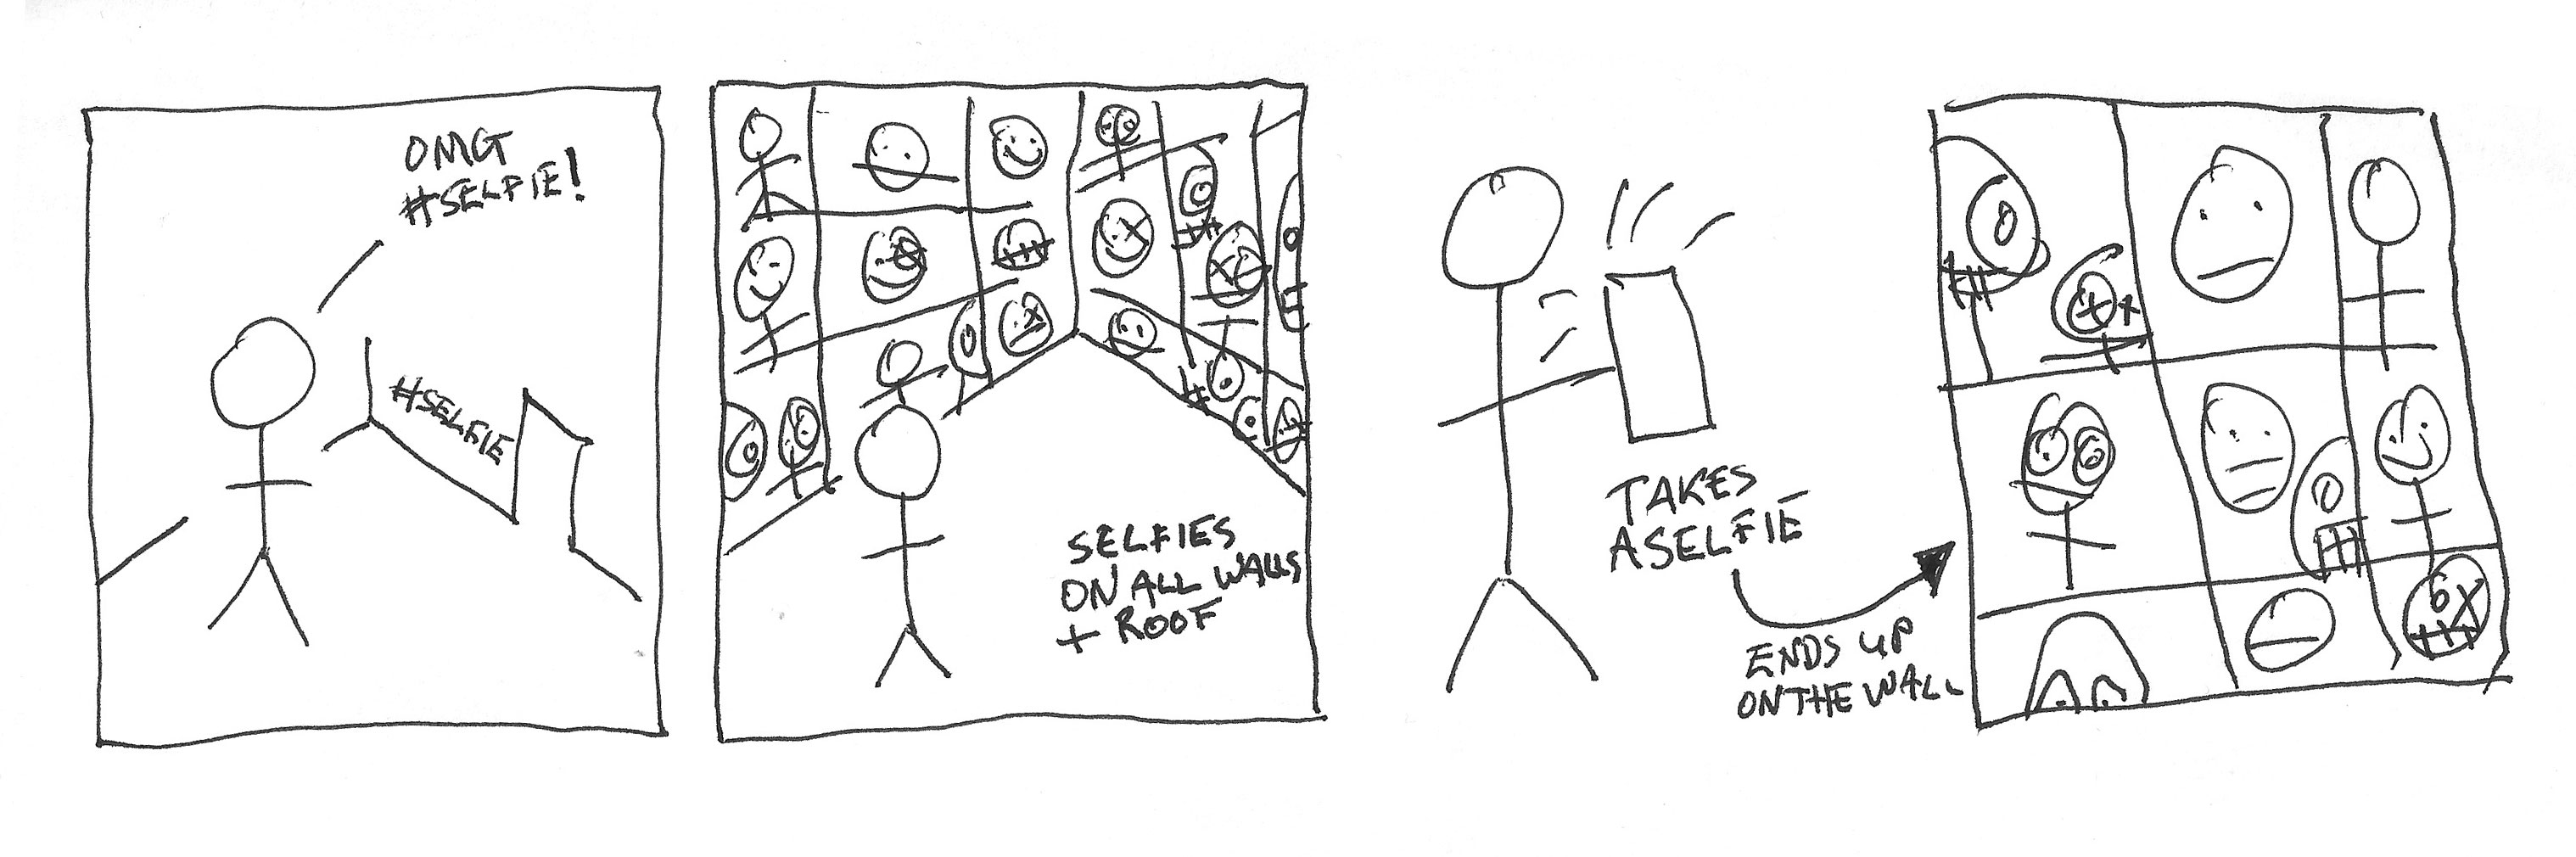 OMG
#SELFIE!
#SELFIE
SELFIES
ON ALL WALLS
+ ROOF
TAKES
A SELFIE
ENDS UP
ON THE WALL